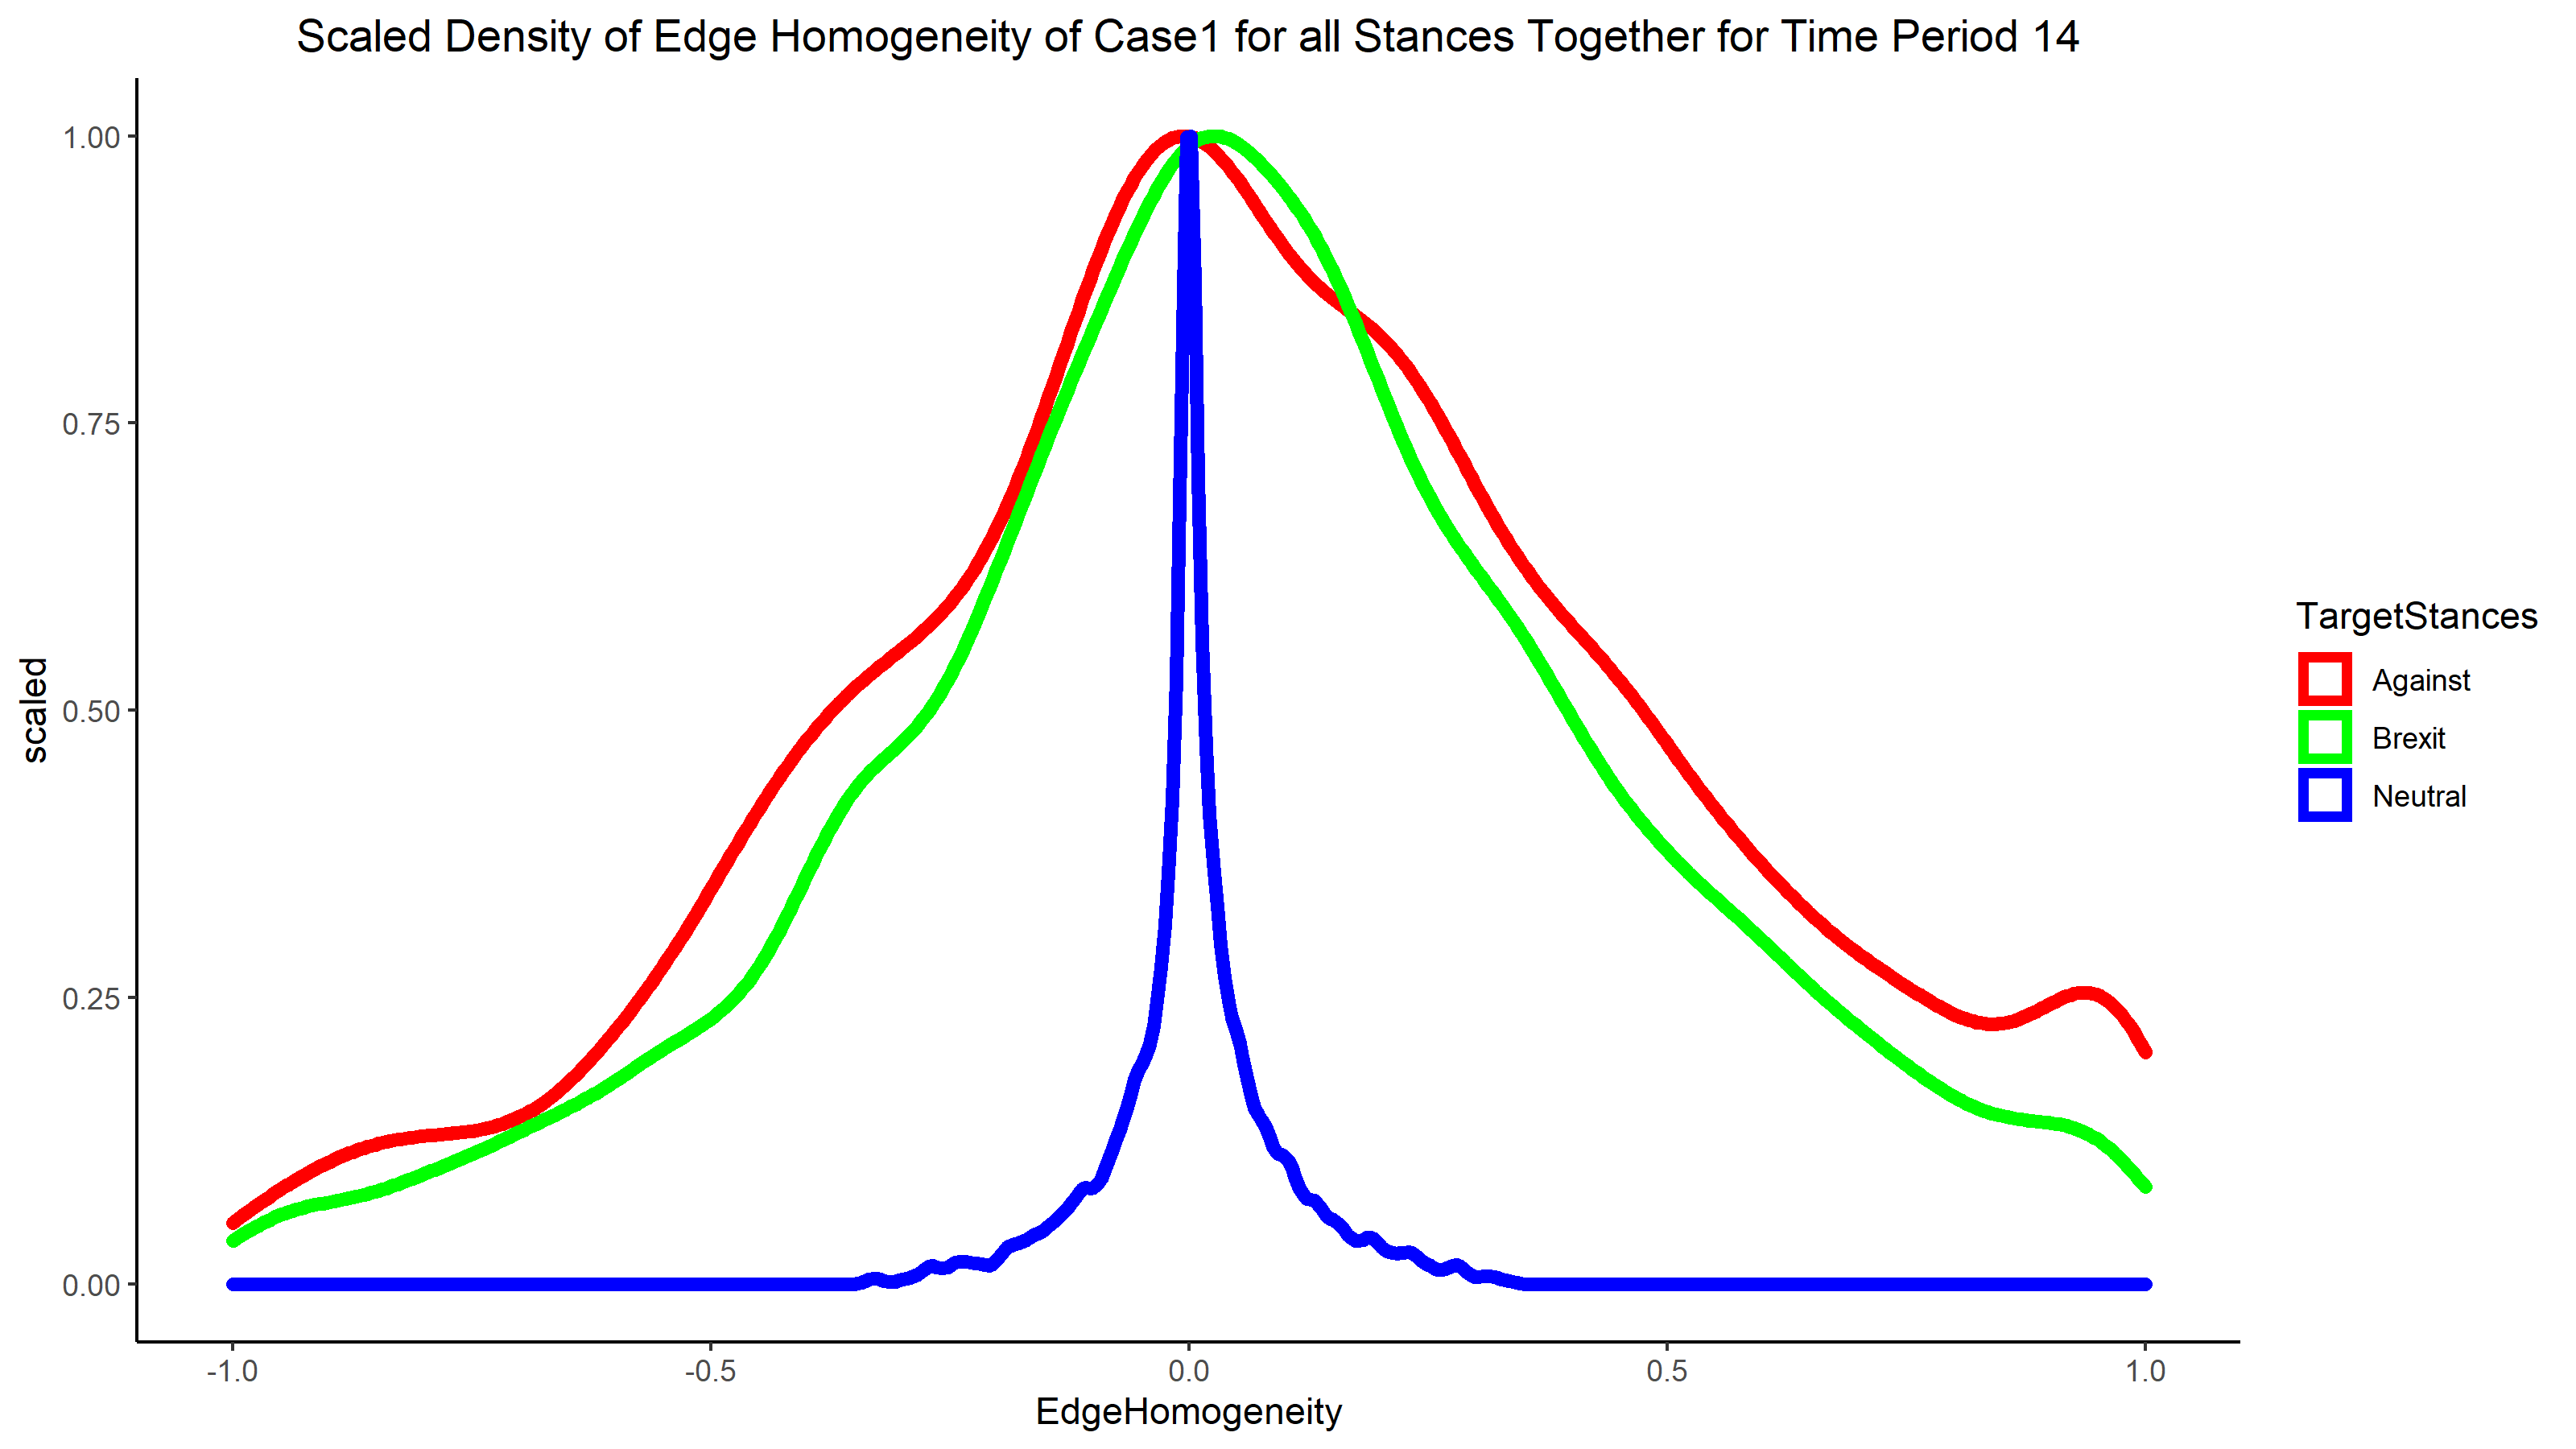 Scaled Density of Edge Homogeneity of Case1 for all Stances Together for Time Period 14
scaled
1.00
0.75
0.50
0.25
0.00
-1.0
-0.5
0.0
0.5
1.0
EdgeHomogeneity
TargetStances
Against
Brexit
Neutral